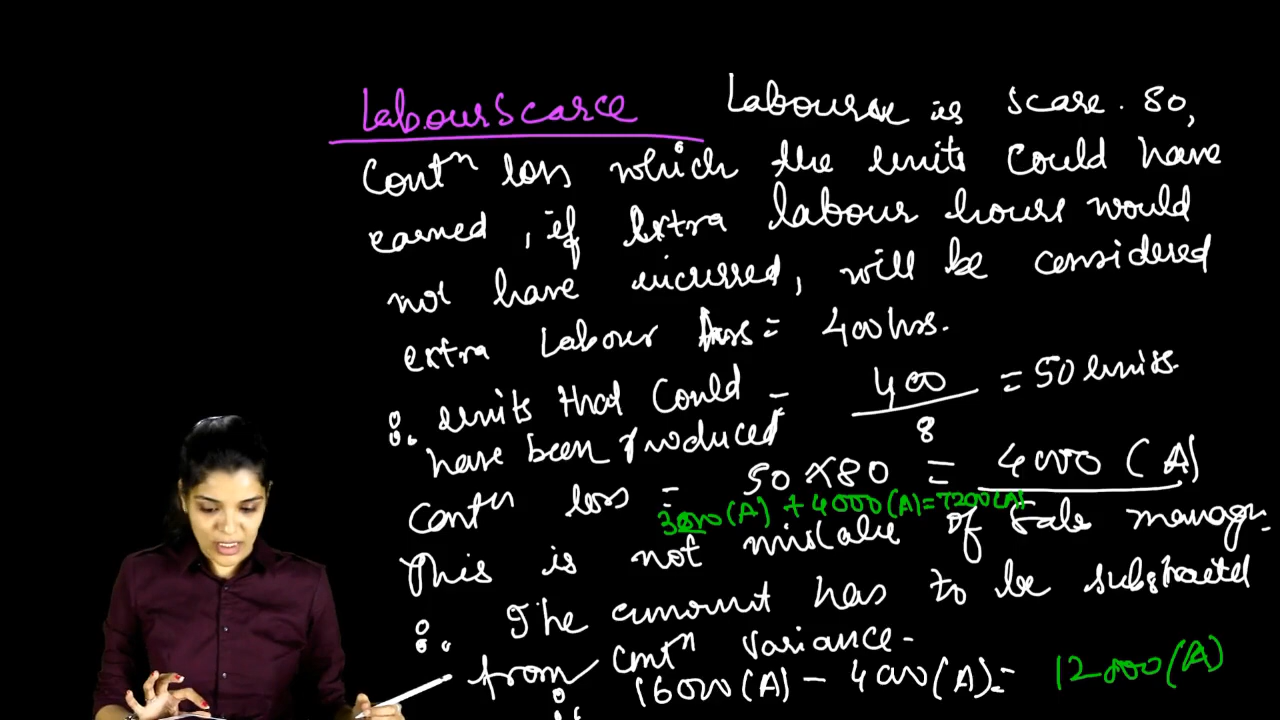 Labour Scarce
Labour is scare. 80,
Contⁿ loss which the units could have
earned, if extra labour hours would
not have incurred, will be considered
extra Labour hrs = 400 hrs.
∴ units that could have been produced = 400/8 = 50 units.
Contⁿ loss = 50 × 80 = 4000 (A)
4000(A) = 7200(A)
This is not mistake of Sale manager.
∴ The amount has to be substracted
from Contⁿ variance.
∴ 16000(A) - 4000(A) = 12000(A)